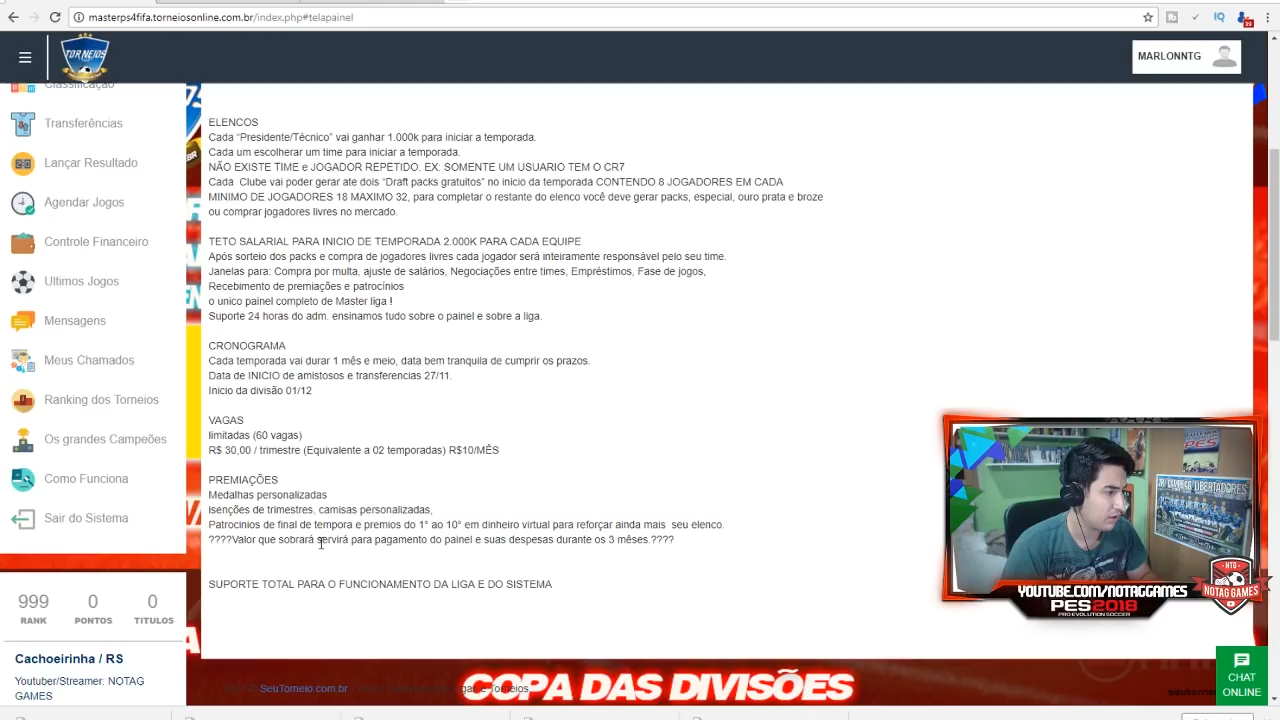 masterps4fifa.torneiosonline.com.br/index.php#telapainel
IQ
TORNEIOS
MARLONNTG
Classificação
Transferências
Lançar Resultado
Agendar Jogos
Controle Financeiro
Ultimos Jogos
Mensagens
Meus Chamados
Ranking dos Torneios
Os grandes Campeões
Como Funciona
Sair do Sistema
999 0 0
RANK PONTOS TITULOS
Cachoeirinha / RS
Youtuber/Streamer: NOTAG
GAMES
ELENCOS
Cada “Presidente/Técnico” vai ganhar 1.000k para iniciar a temporada.
Cada um escolherar um time para iniciar a temporada.
NÃO EXISTE TIME e JOGADOR REPETIDO. EX: SOMENTE UM USUARIO TEM O CR7
Cada Clube vai poder gerar ate dois “Draft packs gratuitos” no inicio da temporada CONTENDO 8 JOGADORES EM CADA
MINIMO DE JOGADORES 18 MAXIMO 32, para completar o restante do elenco você deve gerar packs, especial, ouro prata e broze
ou comprar jogadores livres no mercado.
TETO SALARIAL PARA INICIO DE TEMPORADA 2.000K PARA CADA EQUIPE
Após sorteio dos packs e compra de jogadores livres cada jogador será inteiramente responsável pelo seu time.
Janelas para: Compra por multa, ajuste de salários, Negociações entre times, Empréstimos, Fase de jogos,
Recebimento de premiações e patrocínios
o unico painel completo de Master liga !
Suporte 24 horas do adm. ensinamos tudo sobre o painel e sobre a liga.
CRONOGRAMA
Cada temporada vai durar 1 mês e meio, data bem tranquila de cumprir os prazos.
Data de INICIO de amistosos e transferencias 27/11.
Inicio da divisão 01/12
VAGAS
limitadas (60 vagas)
R$ 30,00 / trimestre (Equivalente a 02 temporadas) R$10/MÊS
PREMIAÇÕES
Medalhas personalizadas
isenções de trimestres, camisas personalizadas,
Patrocinios de final de tempora e premios do 1° ao 10° em dinheiro virtual para reforçar ainda mais seu elenco.
????Valor que sobrará servirá para pagamento do painel e suas despesas durante os 3 mêses.????
SUPORTE TOTAL PARA O FUNCIONAMENTO DA LIGA E DO SISTEMA
PES
LIBERTADORES
YOUTUBE.COM/NOTAGGAMES
PES2018
PRO EVOLUTION SOCCER
NTG
NOTAG GAMES
SeuTorneio.com.br
COPA DAS DIVISÕES
CHAT
ONLINE